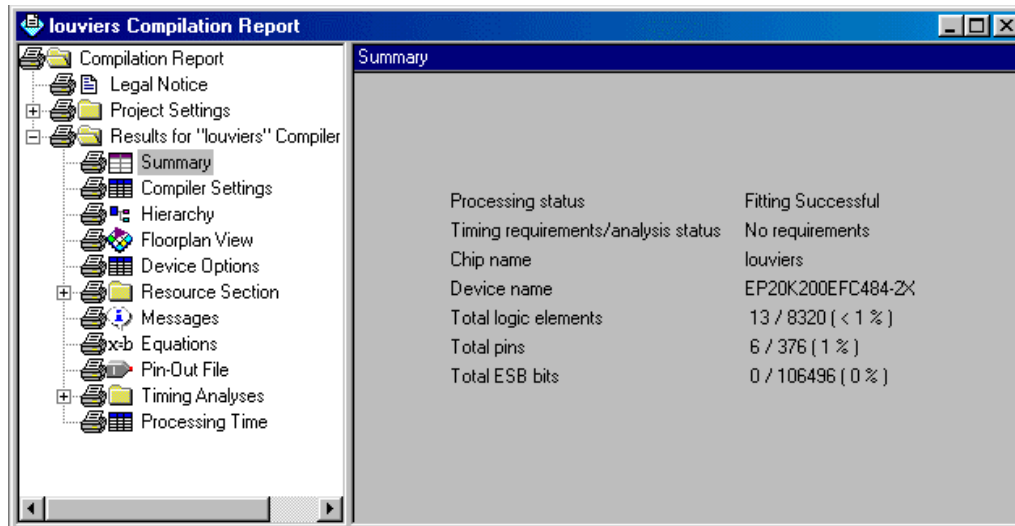 louviers Compilation Report
Compilation Report
Legal Notice
Project Settings
Results for "louviers" Compiler
Summary
Compiler Settings
Hierarchy
Floorplan View
Device Options
Resource Section
Messages
x=b Equations
Pin-Out File
Timing Analyses
Processing Time
Summary
Processing status Fitting Successful
Timing requirements/analysis status No requirements
Chip name louviers
Device name EP20K200EFC484-2X
Total logic elements 13 / 8320 ( < 1 % )
Total pins 6 / 376 ( 1 % )
Total ESB bits 0 / 106496 ( 0 % )